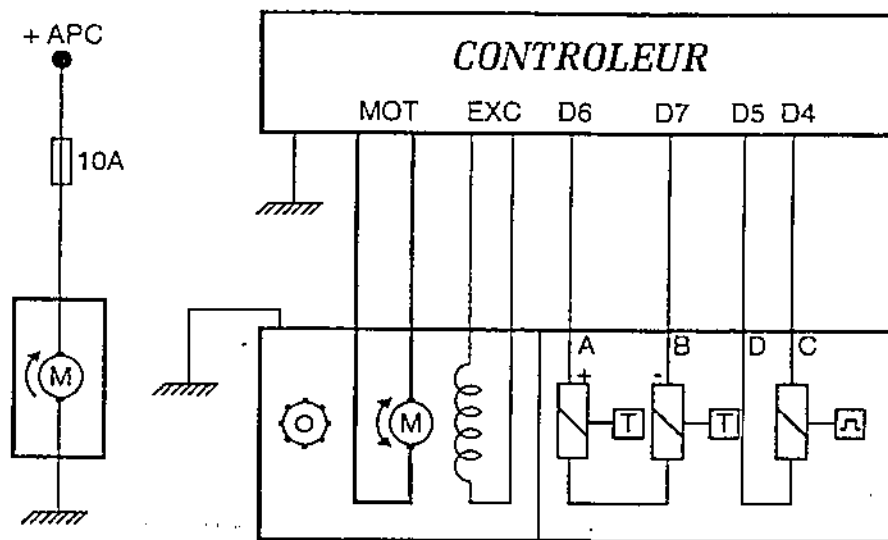 + APC
10A
M
CONTROLEUR
MOT EXC D6 D7 D5 D4
A B D C
+ -
M T T